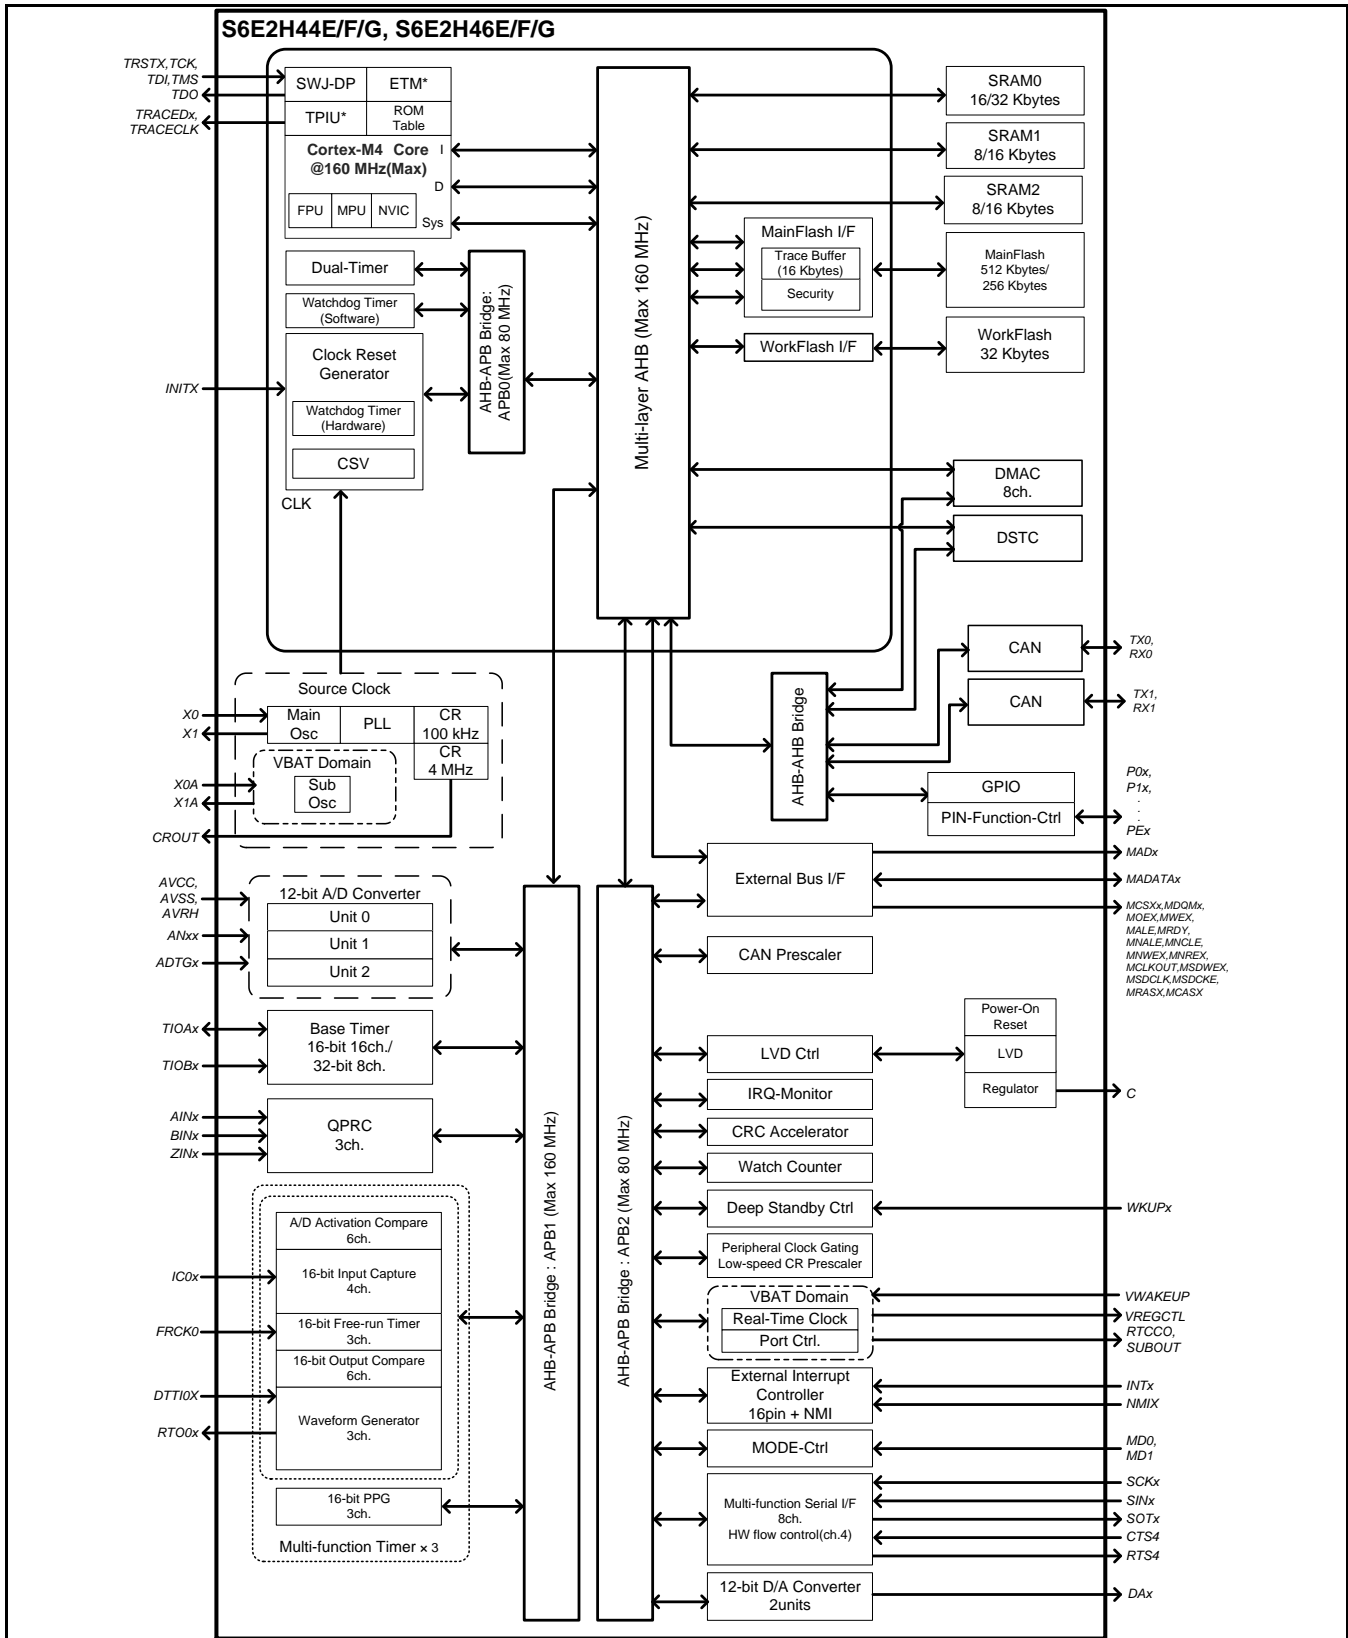 S6E2H44E/F/G, S6E2H46E/F/G
TRSTX,TCK,
TDI,TMS
TDO
TRACEDx,
TRACECLK
SWJ-DP
ETM*
TPIU*
ROM
Table
Cortex-M4 Core
@160 MHz(Max)
I
D
Sys
FPU
MPU
NVIC
Dual-Timer
Watchdog Timer
(Software)
Clock Reset
Generator
Watchdog Timer
(Hardware)
CSV
CLK
INITX
AHB-APB Bridge:
APB0(Max 80 MHz)
Multi-layer AHB (Max 160 MHz)
SRAM0
16/32 Kbytes
SRAM1
8/16 Kbytes
SRAM2
8/16 Kbytes
MainFlash I/F
Trace Buffer
(16 Kbytes)
Security
MainFlash
512 Kbytes/
256 Kbytes
WorkFlash I/F
WorkFlash
32 Kbytes
DMAC
8ch.
DSTC
CAN
TX0,
RX0
CAN
TX1,
RX1
AHB-AHB Bridge
GPIO
PIN-Function-Ctrl
P0x,
P1x,
.
.
PEx
Source Clock
X0
X1
Main
Osc
PLL
CR
100 kHz
CR
4 MHz
VBAT Domain
Sub
Osc
X0A
X1A
CROUT
AVCC,
AVSS,
AVRH
ANxx
ADTGx
12-bit A/D Converter
Unit 0
Unit 1
Unit 2
TIOAx
TIOBx
Base Timer
16-bit 16ch./
32-bit 8ch.
AINx
BINx
ZINx
QPRC
3ch.
A/D Activation Compare
6ch.
IC0x
16-bit Input Capture
4ch.
FRCK0
16-bit Free-run Timer
3ch.
16-bit Output Compare
6ch.
DTTI0X
RTO0x
Waveform Generator
3ch.
16-bit PPG
3ch.
Multi-function Timer × 3
AHB-APB Bridge : APB1 (Max 160 MHz)
AHB-APB Bridge : APB2 (Max 80 MHz)
External Bus I/F
MADx
MADATAx
MCSXx,MDQMx,
MOEX,MWEX,
MALE,MRDY,
MNALE,MNCLE,
MNWEX,MNREX,
MCLKOUT,MSDWEX,
MSDCLK,MSDCKE,
MRASX,MCASX
CAN Prescaler
LVD Ctrl
Power-On
Reset
LVD
Regulator
C
IRQ-Monitor
CRC Accelerator
Watch Counter
Deep Standby Ctrl
WKUPx
Peripheral Clock Gating
Low-speed CR Prescaler
VBAT Domain
Real-Time Clock
Port Ctrl.
VWAKEUP
VREGCTL
RTCCO,
SUBOUT
External Interrupt
Controller
16pin + NMI
INTx
NMIX
MODE-Ctrl
MD0,
MD1
Multi-function Serial I/F
8ch.
HW flow control(ch.4)
SCKx
SINx
SOTx
CTS4
RTS4
12-bit D/A Converter
2units
DAx